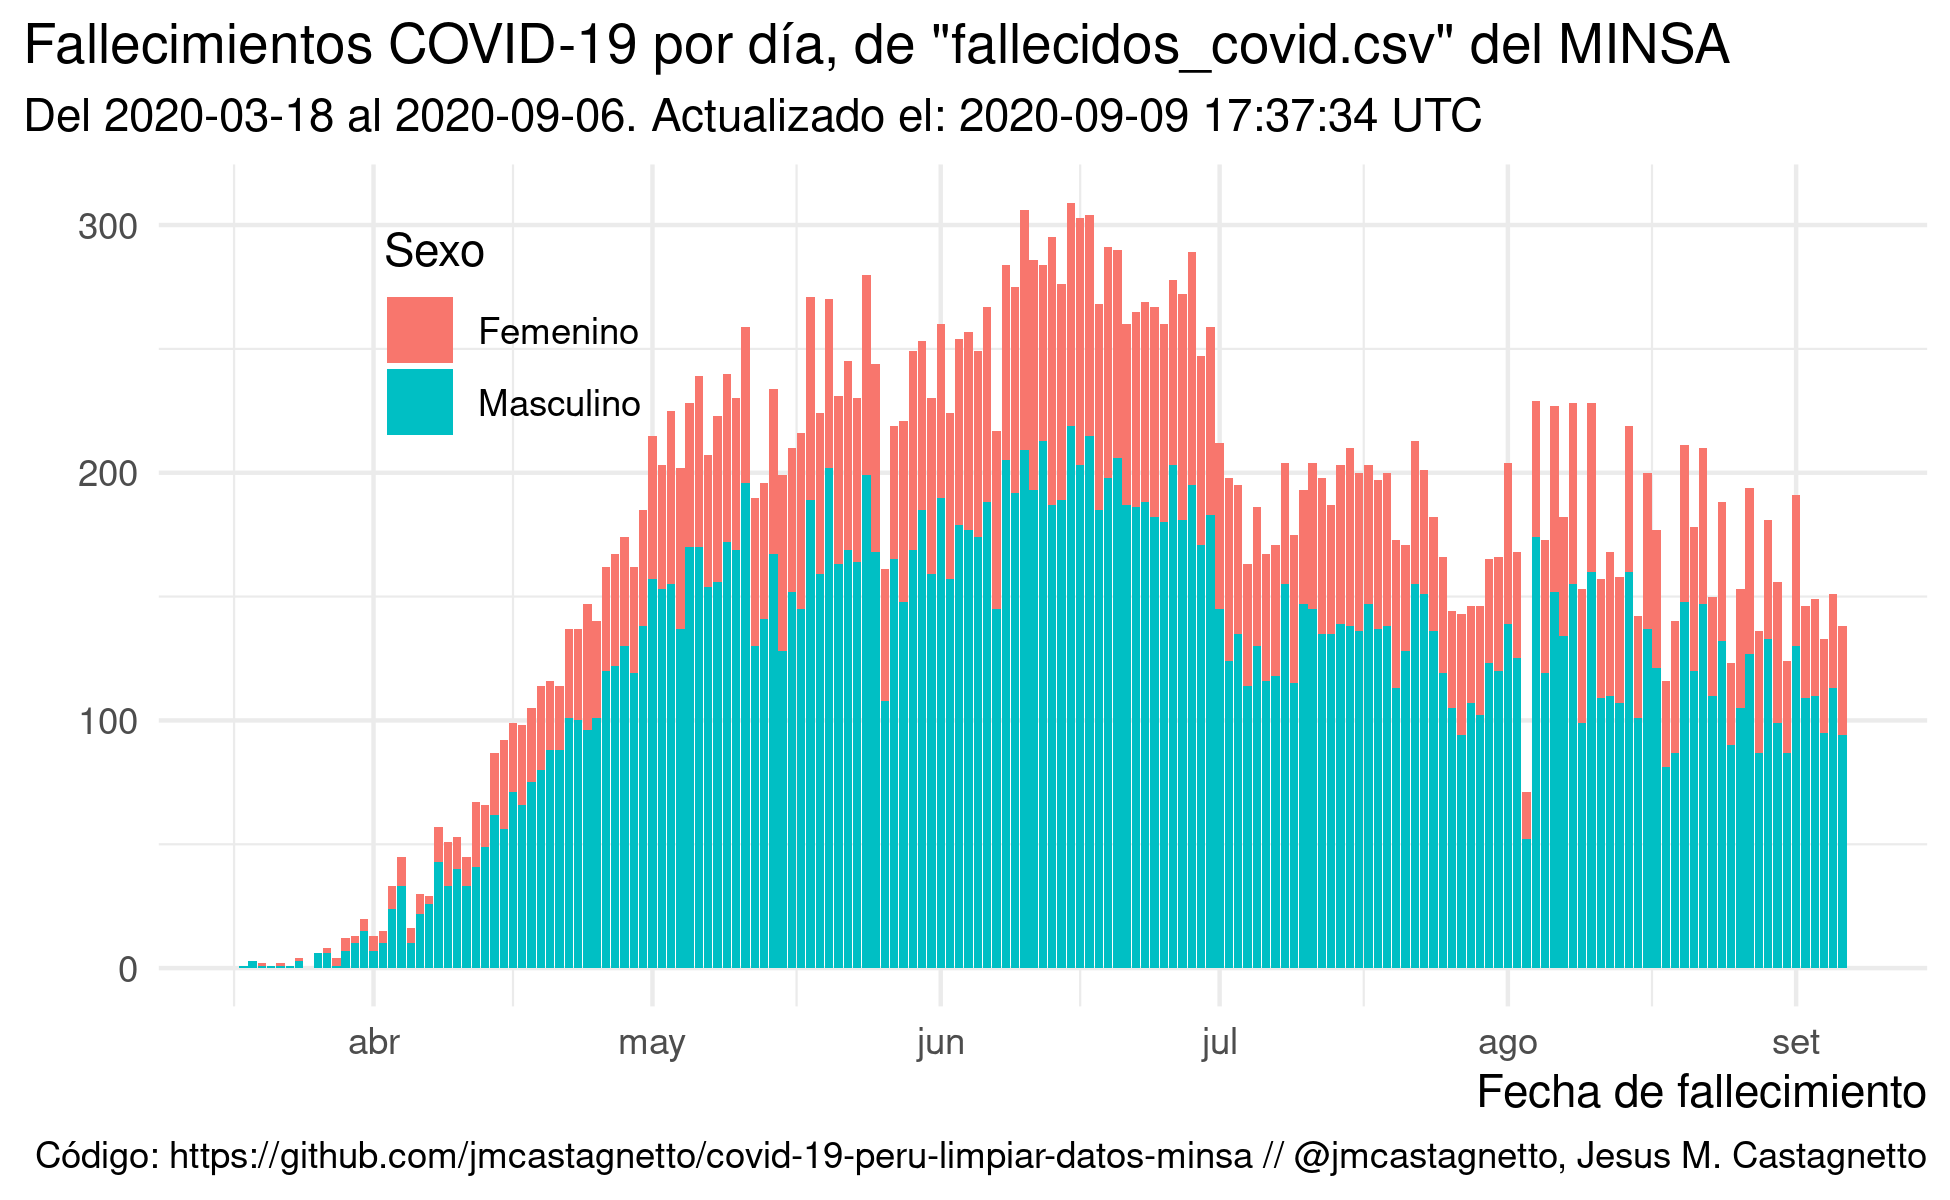 Fallecimientos COVID-19 por día, de "fallecidos_covid.csv" del MINSA
Del 2020-03-18 al 2020-09-06. Actualizado el: 2020-09-09 17:37:34 UTC
300
200
100
0
Sexo
Femenino
Masculino
abr may jun jul ago set
Fecha de fallecimiento
Código: https://github.com/jmcastagnetto/covid-19-peru-limpiar-datos-minsa // @jmcastagnetto, Jesus M. Castagnetto